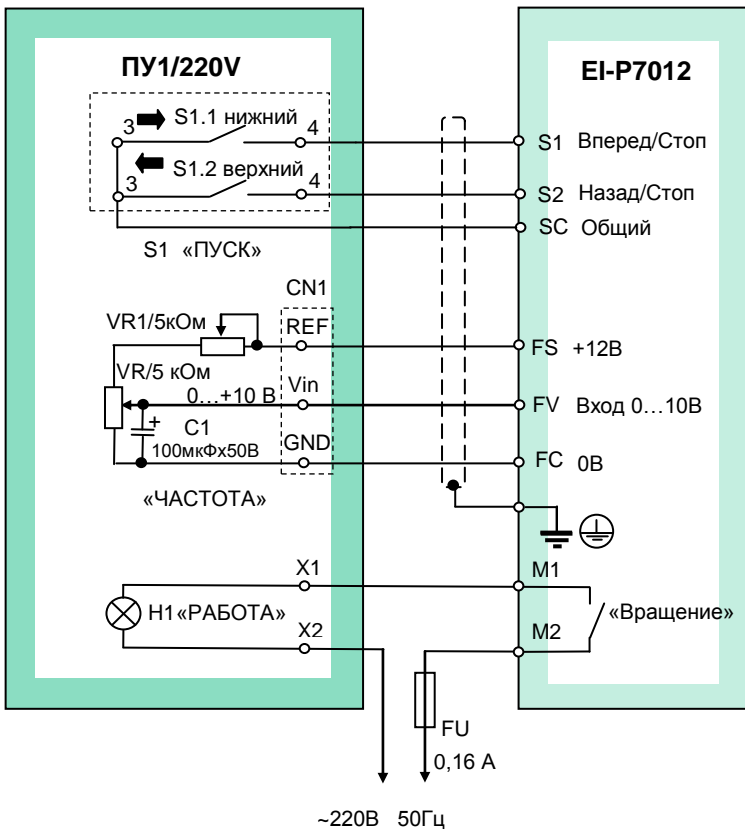 ПУ1/220V
EI-P7012
3 S1.1 нижний 4
S1 Вперед/Стоп
3 S1.2 верхний 4
S2 Назад/Стоп
SC Общий
S1 «ПУСК»
CN1
VR1/5кОм
REF
FS +12В
VR/5 кОм
0...+10 В
Vin
FV Вход 0...10В
+
C1
100мкФх50В
GND
FC 0В
«ЧАСТОТА»
X1
M1
H1«РАБОТА»
«Вращение»
X2
M2
FU
0,16 А
~220В 50Гц